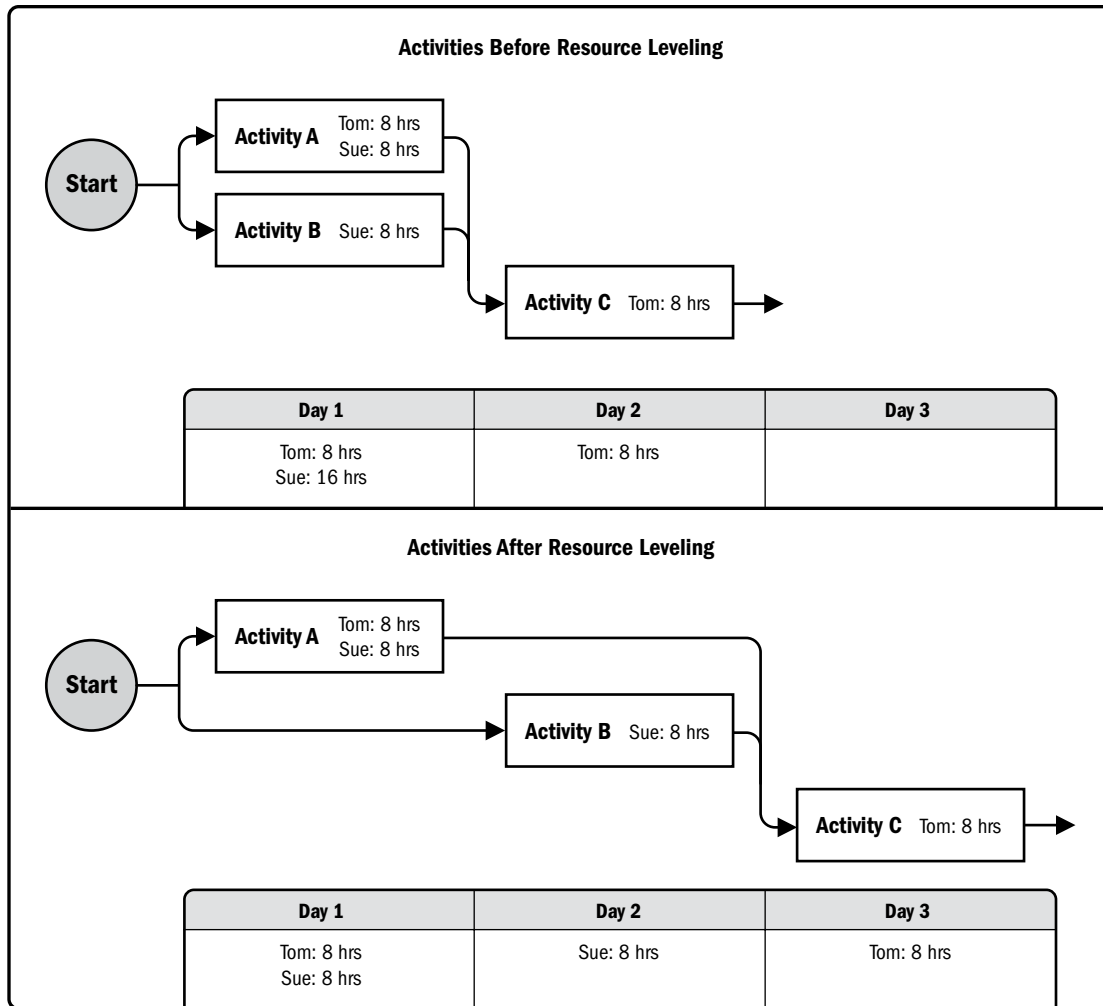 Activities Before Resource Leveling
Start
Activity A
Tom: 8 hrs
Sue: 8 hrs
Activity B Sue: 8 hrs
Activity C Tom: 8 hrs
Day 1
Day 2
Day 3
Tom: 8 hrs
Sue: 16 hrs
Tom: 8 hrs
Activities After Resource Leveling
Start
Activity A
Tom: 8 hrs
Sue: 8 hrs
Activity B Sue: 8 hrs
Activity C Tom: 8 hrs
Day 1
Day 2
Day 3
Tom: 8 hrs
Sue: 8 hrs
Sue: 8 hrs
Tom: 8 hrs